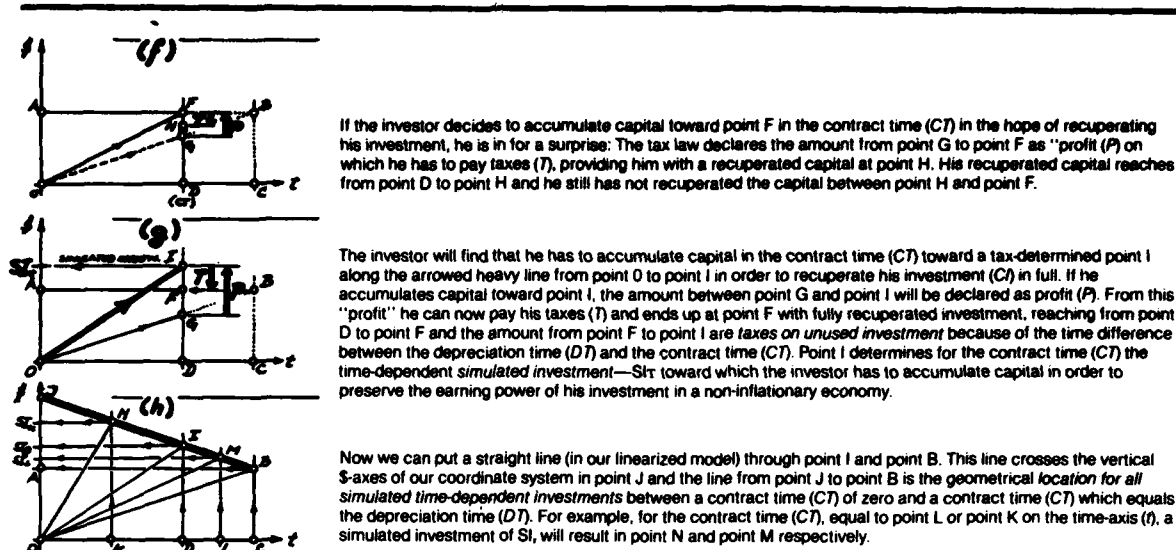 (f)
$
A
F
B
H
T
P
G
O
D
C
t
(CT)
If the investor decides to accumulate capital toward point F in the contract time (CT) in the hope of recuperating
his investment, he is in for a surprise: The tax law declares the amount from point G to point F as "profit (P) on
which he has to pay taxes (T), providing him with a recuperated capital at point H. His recuperated capital reaches
from point D to point H and he still has not recuperated the capital between point H and point F.
(g)
I
A
F
B
T
P
G
O
D
C
t
The investor will find that he has to accumulate capital in the contract time (CT) toward a tax-determined point I
along the arrowed heavy line from point 0 to point I in order to recuperate his investment (CI) in full. If he
accumulates capital toward point I, the amount between point G and point I will be declared as profit (P). From this
"profit" he can now pay his taxes (T) and ends up at point F with fully recuperated investment, reaching from point
D to point F and the amount from point F to point I are taxes on unused investment because of the time difference
between the depreciation time (DT) and the contract time (CT). Point I determines for the contract time (CT) the
time-dependent simulated investment—SIT toward which the investor has to accumulate capital in order to
preserve the earning power of his investment in a non-inflationary economy.
(h)
$
J
N
I
M
B
A
O
K
D
L
t
Now we can put a straight line (in our linearized model) through point I and point B. This line crosses the vertical
$-axes of our coordinate system in point J and the line from point J to point B is the geometrical location for all
simulated time-dependent investments between a contract time (CT) of zero and a contract time (CT) which equals
the depreciation time (DT). For example, for the contract time (CT), equal to point L or point K on the time-axis (t), a
simulated investment of SI, will result in point N and point M respectively.